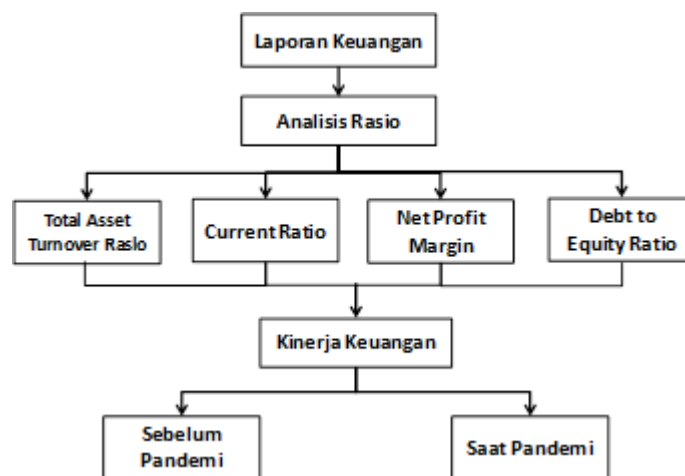 Laporan Keuangan
Analisis Rasio
Total Asset
Turnover Raslo
Current Ratio
Net Profit
Margin
Debt to
Equity Ratio
Kinerja Keuangan
Sebelum
Pandemi
Saat Pandemi